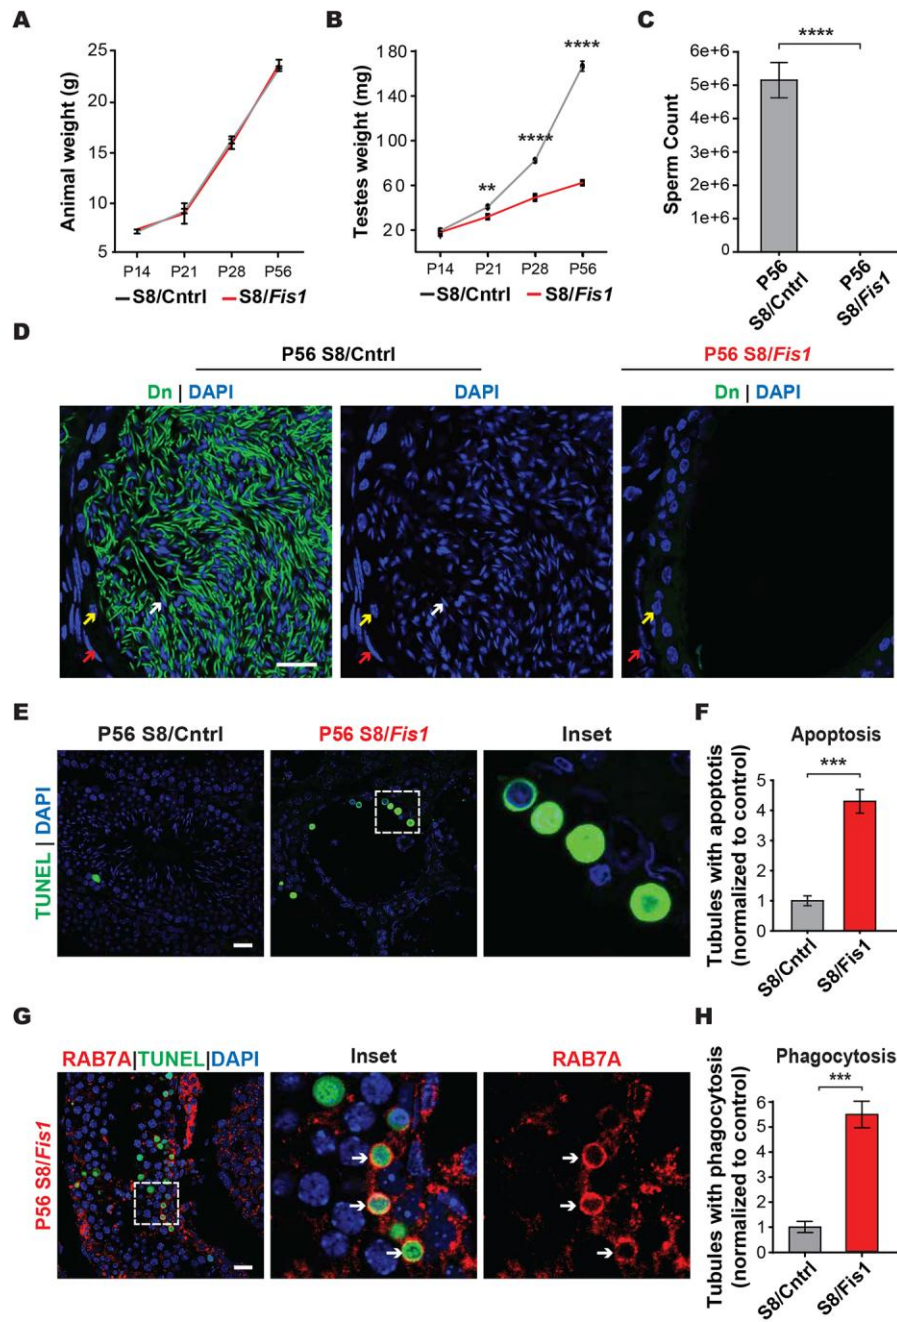 A
B
C
Animal weight (g)
25
20
15
10
5
P14 P21 P28 P56
S8/Cntrl S8/Fis1
Testes weight (mg)
180
140
100
60
20
**
****
****
P14 P21 P28 P56
S8/Cntrl S8/Fis1
Sperm Count
6e+6
5e+6
4e+6
3e+6
2e+6
1e+6
0
****
P56 S8/Cntrl
P56 S8/Fis1
D
P56 S8/Cntrl
P56 S8/Fis1
Dn | DAPI
DAPI
Dn | DAPI
E
P56 S8/Cntrl
P56 S8/Fis1
Inset
TUNEL | DAPI
F
Apoptosis
Tubules with apoptotis
(normalized to control)
5
4
3
2
1
0
***
S8/Cntrl
S8/Fis1
G
RAB7A|TUNEL|DAPI
Inset
RAB7A
P56 S8/Fis1
H
Phagocytosis
Tubules with phagocytosis
(normalized to control)
6
5
4
3
2
1
0
***
S8/Cntrl
S8/Fis1